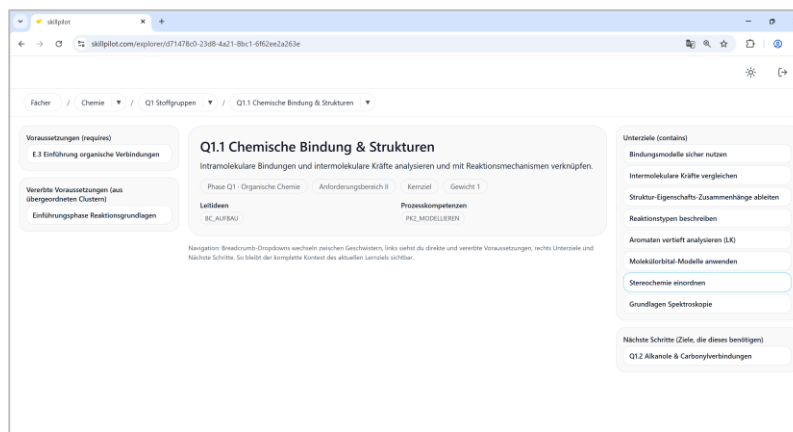 skillpilot
skillpilot.com/explorer/d71478c0-23d8-4a21-8bc1-6f62ee2a263e
Fächer / Chemie ▼ / Q1 Stoffgruppen ▼ / Q1.1 Chemische Bindung & Strukturen ▼
Voraussetzungen (requires)
E.3 Einführung organische Verbindungen
Vererbte Voraussetzungen (aus
übergeordneten Clustern)
Einführungsphase Reaktionsgrundlagen
Q1.1 Chemische Bindung & Strukturen
Intramolekulare Bindungen und intermolekulare Kräfte analysieren und mit Reaktionsmechanismen verknüpfen.
Phase Q1 - Organische Chemie Anforderungsbereich II Kernziel Gewicht 1
Leitideen Prozesskompetenzen
BC_AUFBAU PK2_MODELLIEREN
Navigation: Breadcrumb-Dropdowns wechseln zwischen Geschwistern, links siehst du direkte und vererbte Voraussetzungen, rechts Unterziele und
Nächste Schritte. So bleibt der komplette Kontext des aktuellen Lernziels sichtbar.
Unterziele (contains)
Bindungsmodelle sicher nutzen
Intermolekulare Kräfte vergleichen
Struktur-Eigenschafts-Zusammenhänge ableiten
Reaktionstypen beschreiben
Aromaten vertieft analysieren (LK)
Molekülorbital-Modelle anwenden
Stereochemie einordnen
Grundlagen Spektroskopie
Nächste Schritte (Ziele, die dieses benötigen)
Q1.2 Alkanole & Carbonylverbindungen